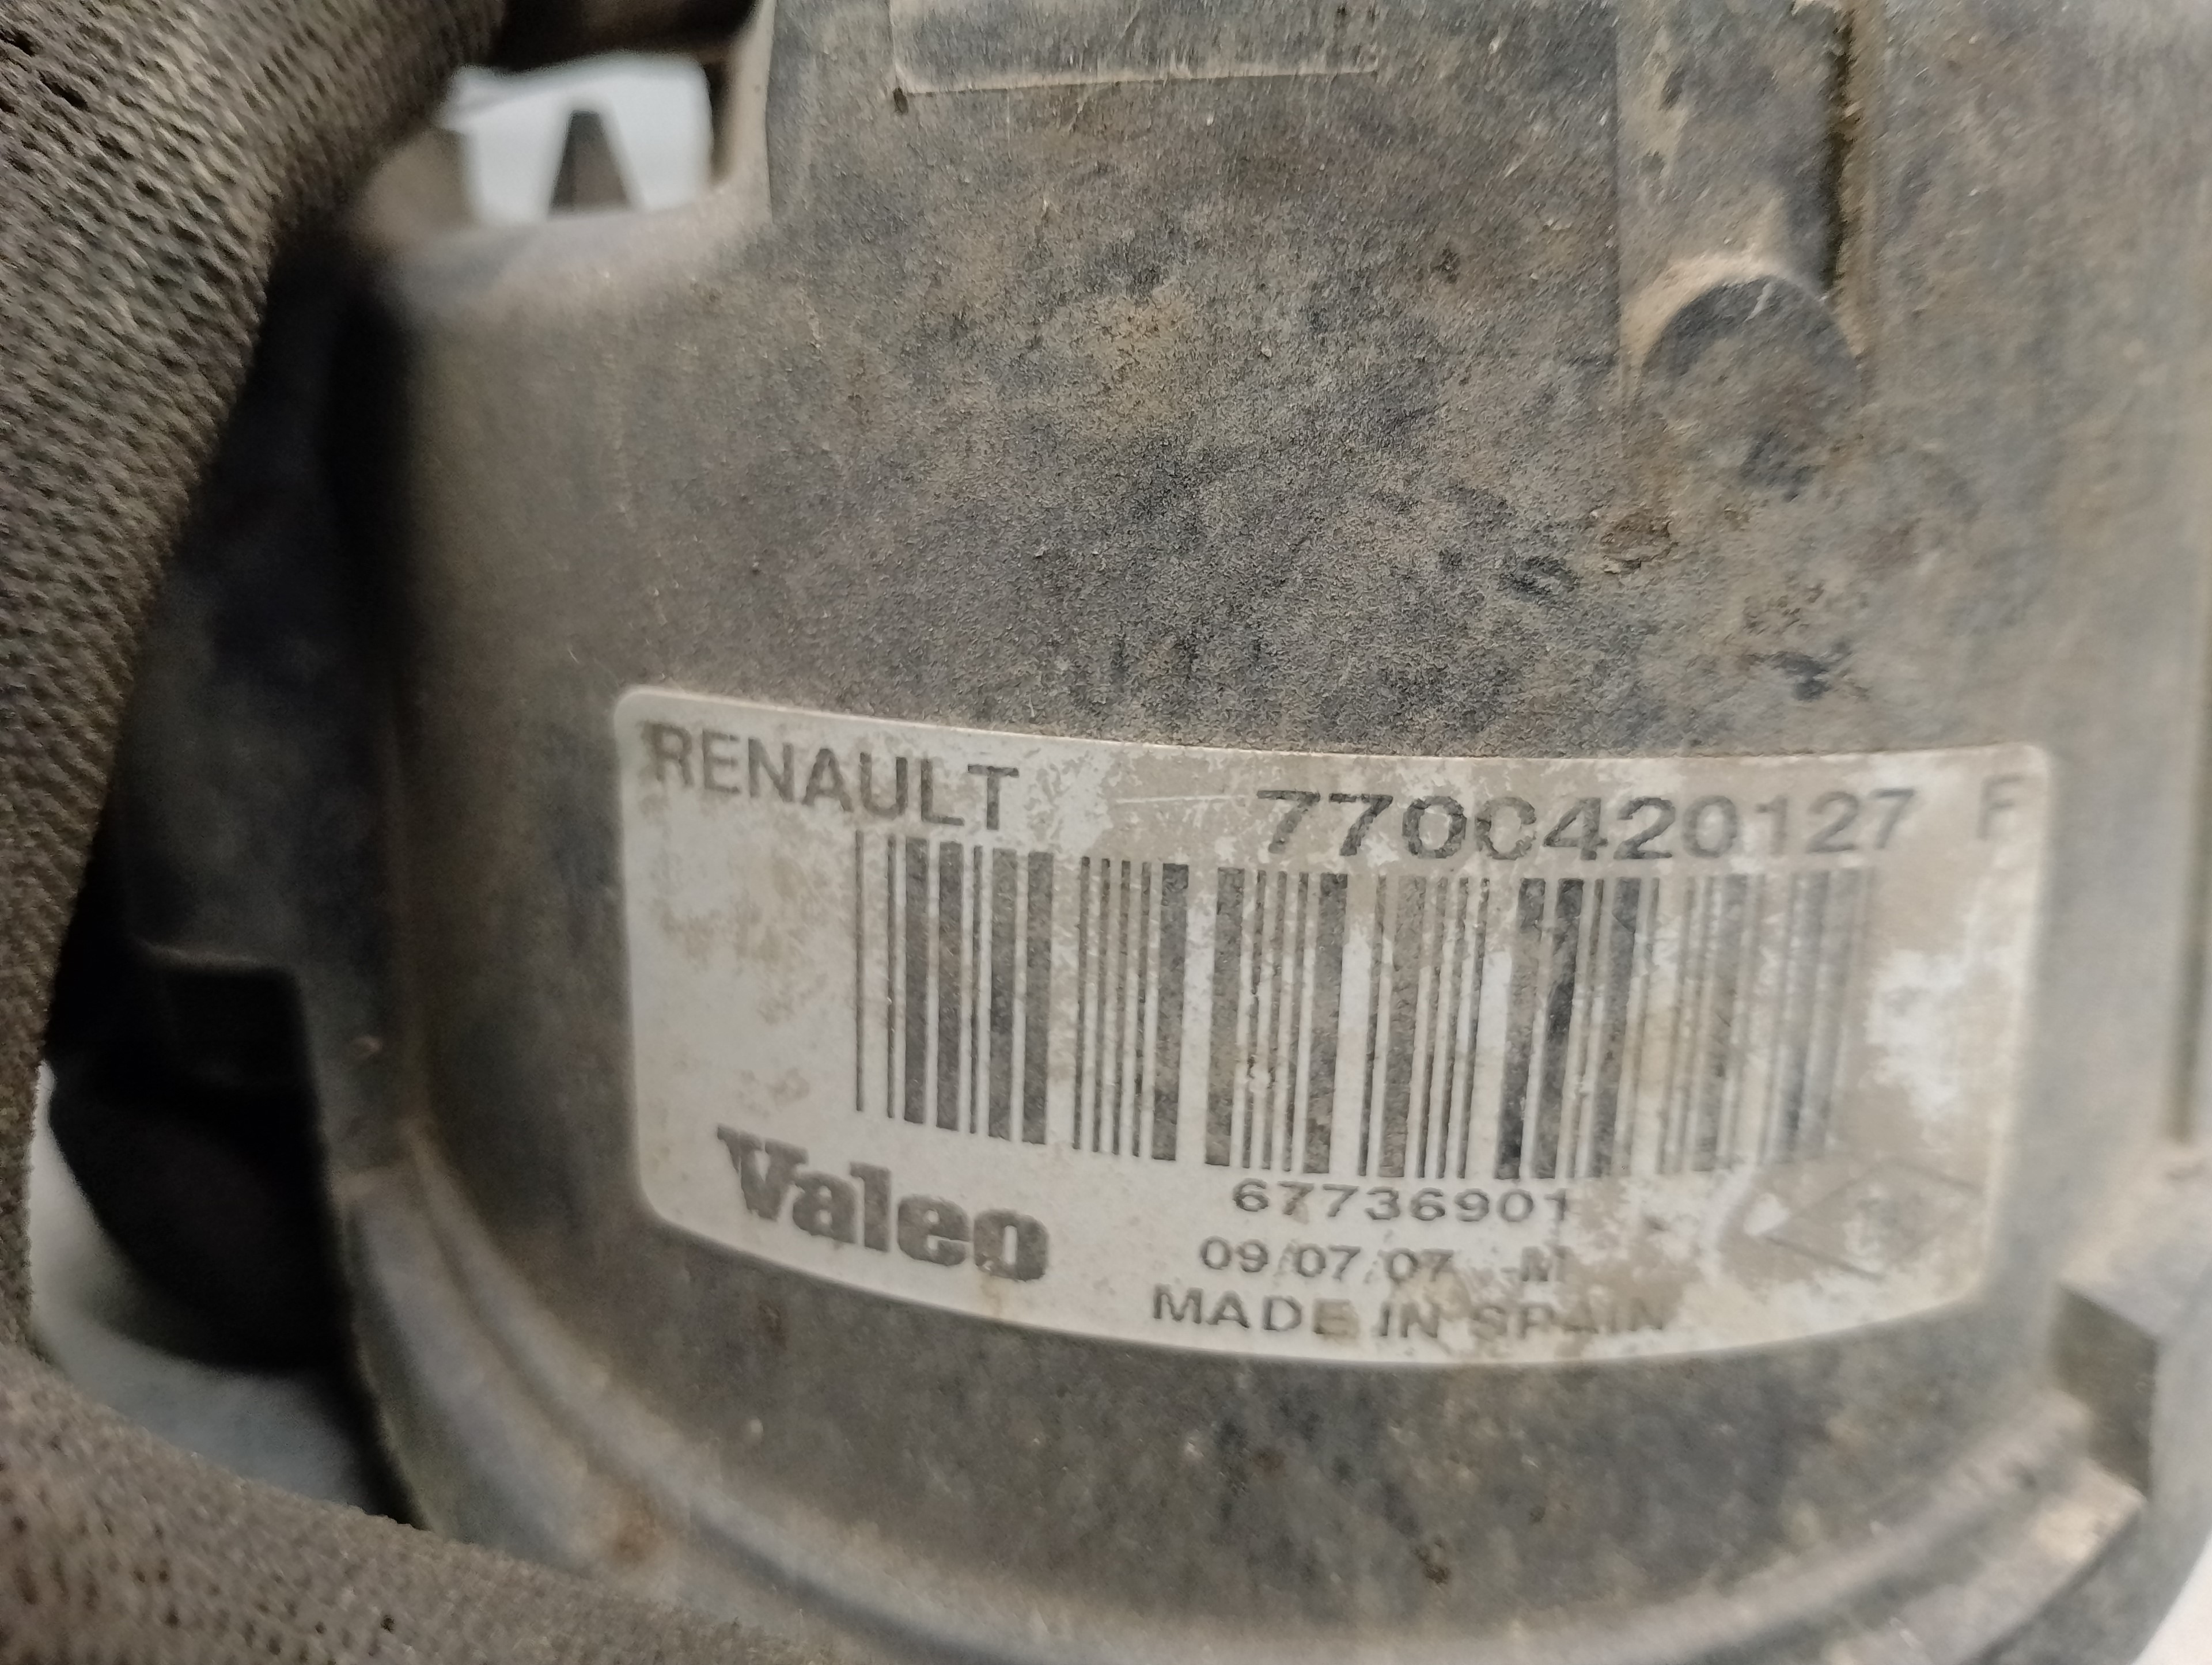 RENAULT 7700420127 F
Valeo
67736901
09/07/07 M
MADE IN SPAIN